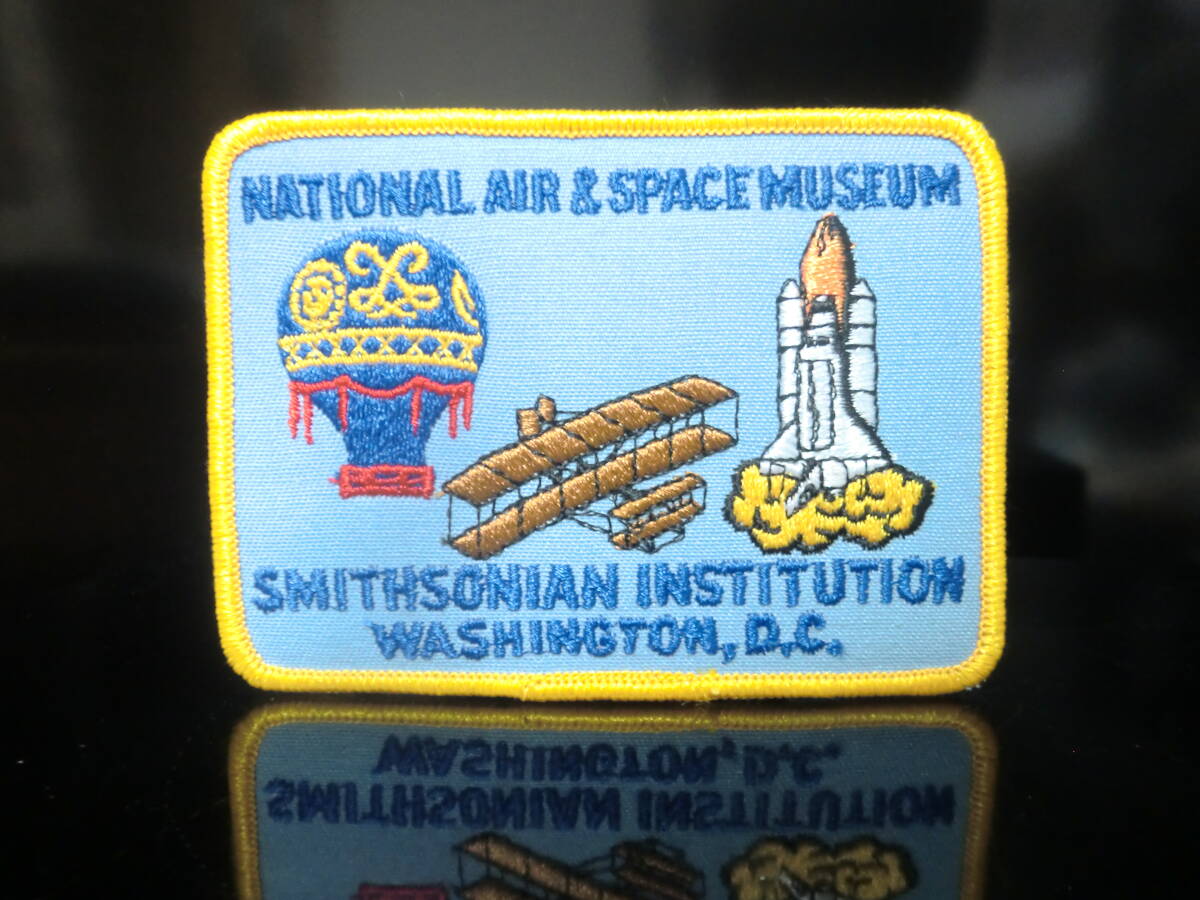 NATIONAL AIR & SPACE MUSEUM
SMITHSONIAN INSTITUTION
WASHINGTON, D.C.